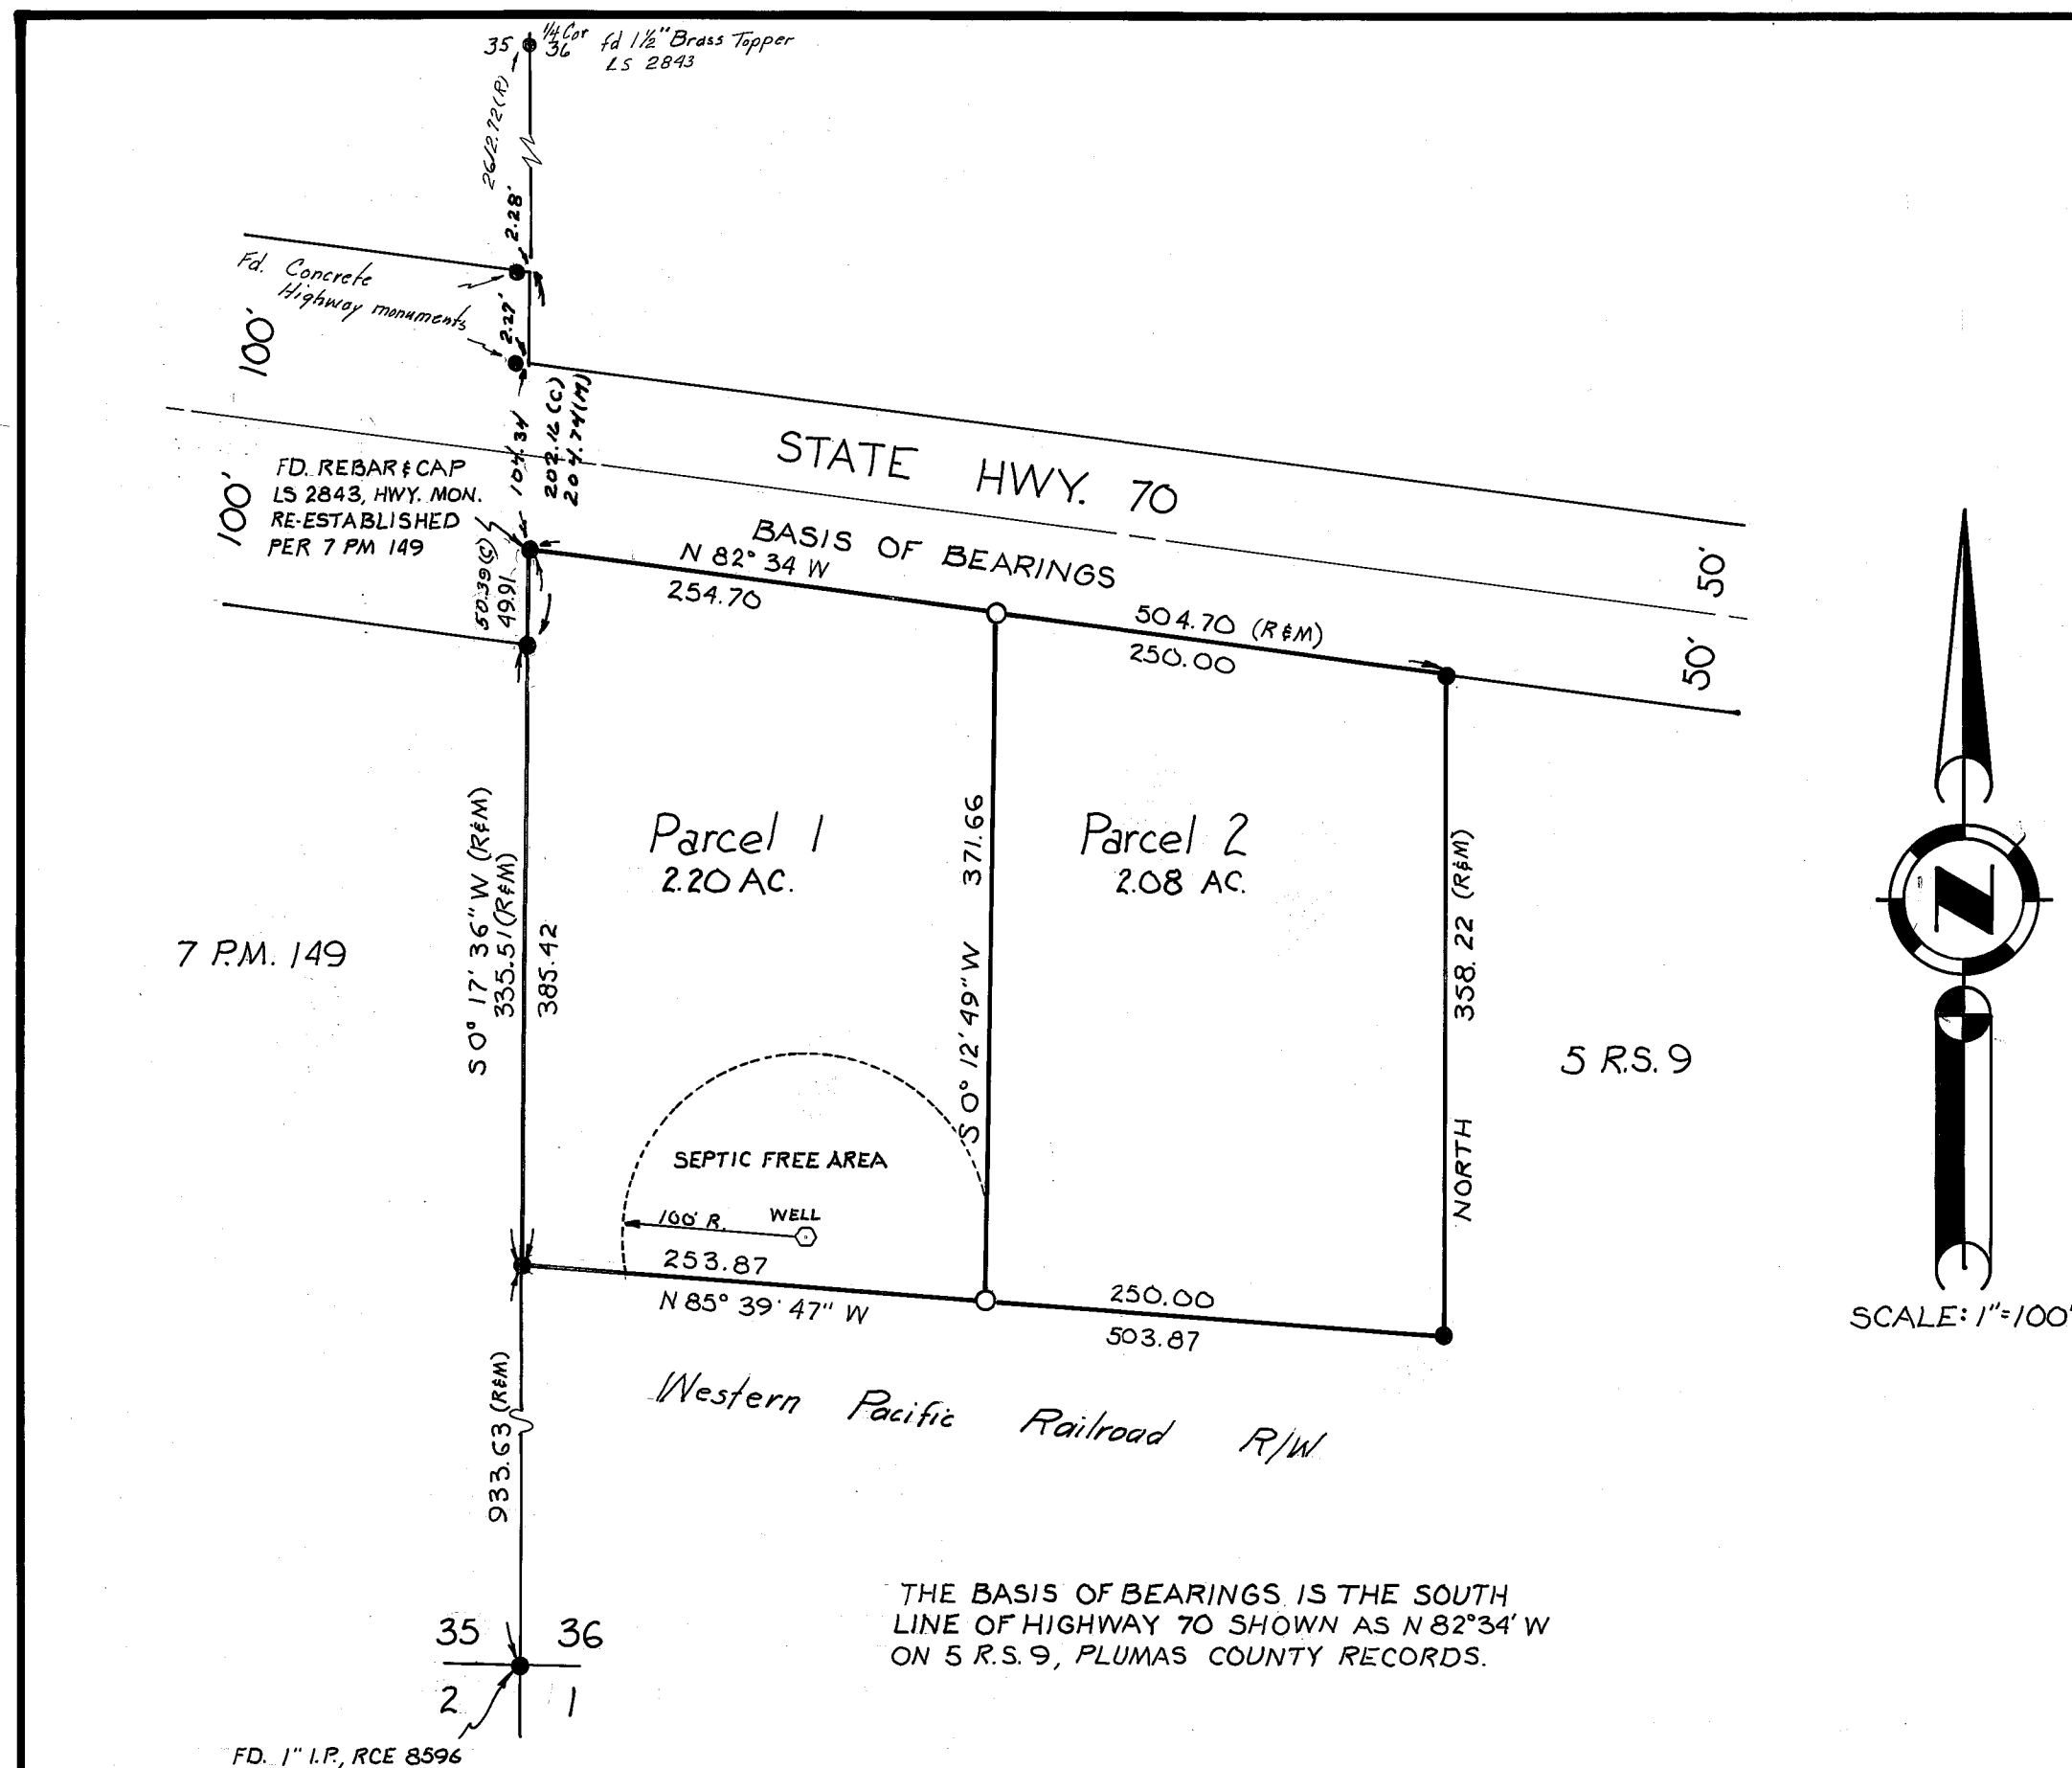 35
1/4 Cor
36
fd 1 1/2" Brass Topper
LS 2843
2612.72 (R)
2.28'
Fd. Concrete
Highway monuments
2.27'
100'
100'
104.34
202.16 (C)
204.74 (M)
STATE HWY. 70
FD. REBAR & CAP
LS 2843, HWY. MON.
RE-ESTABLISHED
PER 7 PM 149
BASIS OF BEARINGS
N 82° 34 W
254.70
504.70 (R&M)
250.00
50'
50'
50.39 (C)
49.91
S 0° 17' 36" W (R&M)
335.51 (R&M)
385.42
Parcel 1
2.20 AC.
371.66
S 0° 12' 49" W
Parcel 2
2.08 AC.
358.22 (R&M)
NORTH
7 P.M. 149
5 R.S. 9
N
SEPTIC FREE AREA
100' R.
WELL
253.87
N 85° 39' 47" W
250.00
503.87
SCALE: 1"=100'
Western Pacific Railroad R/W
933.63 (R&M)
THE BASIS OF BEARINGS IS THE SOUTH
LINE OF HIGHWAY 70 SHOWN AS N 82°34' W
ON 5 R.S. 9, PLUMAS COUNTY RECORDS.
35 36
2 1
FD. 1" I.P., RCE 8596